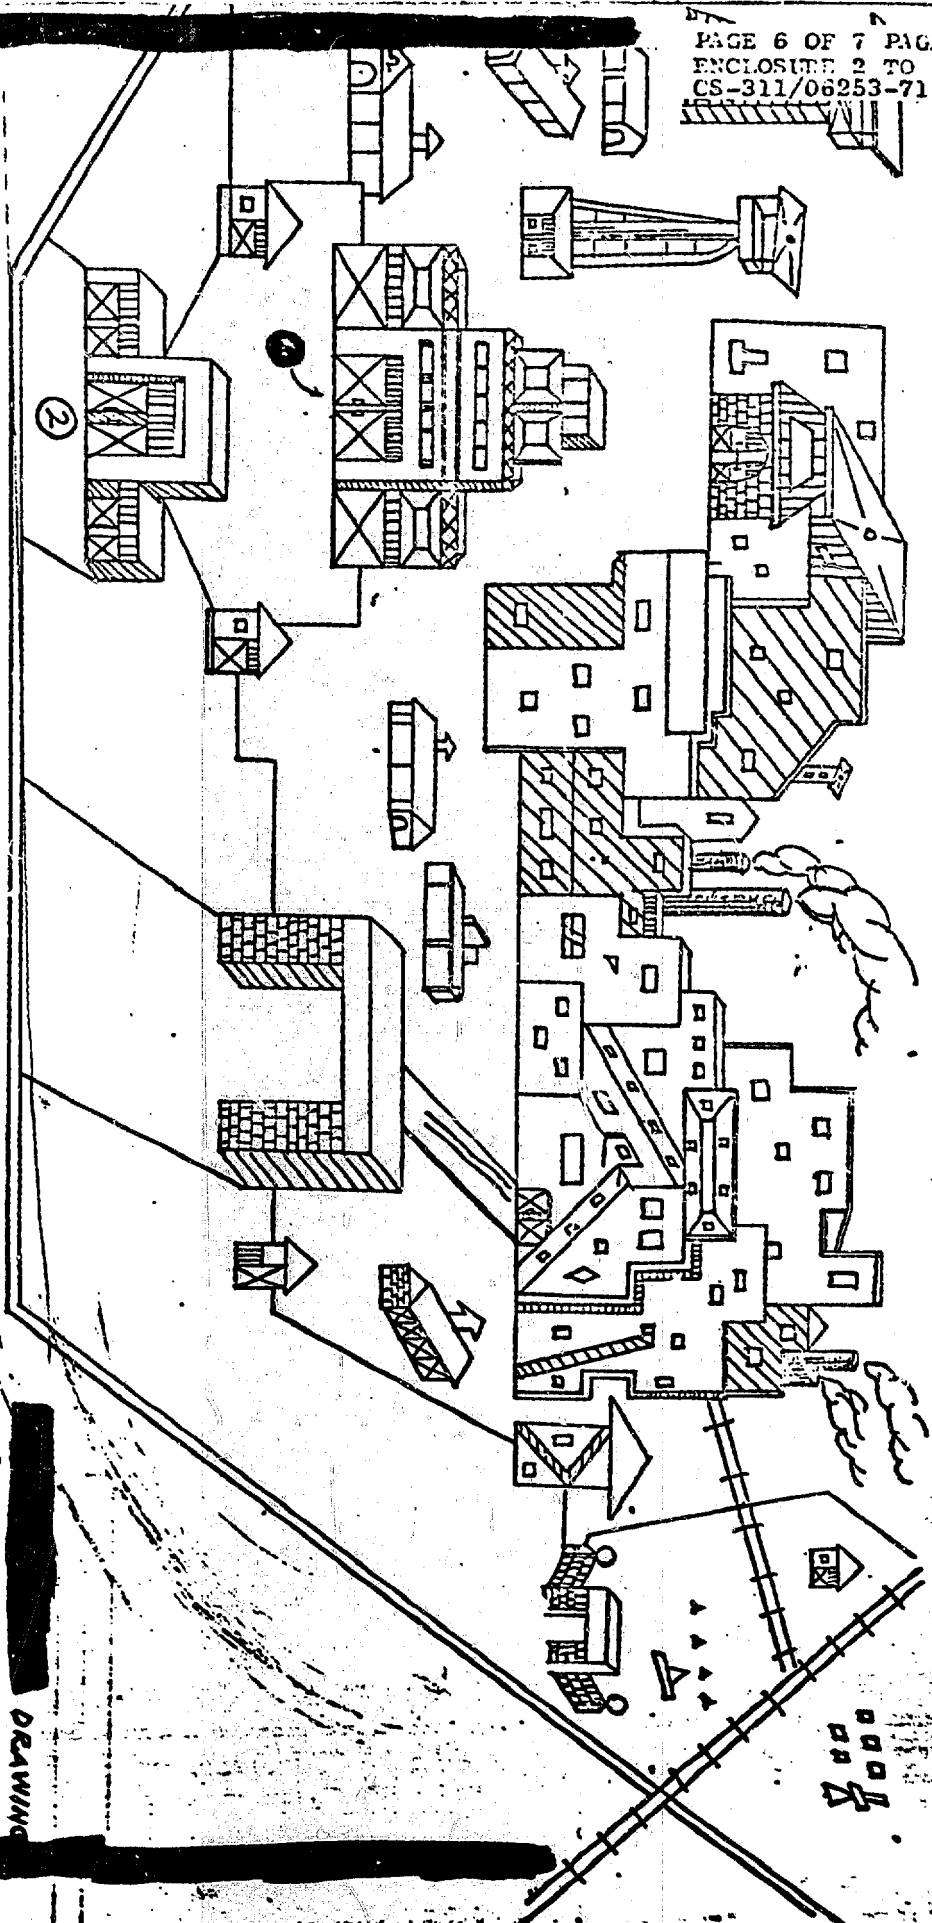 PAGE 6 OF 7 PAG
ENCLOSURE 2 TO
CS-311/06253-71
2
DRAWING